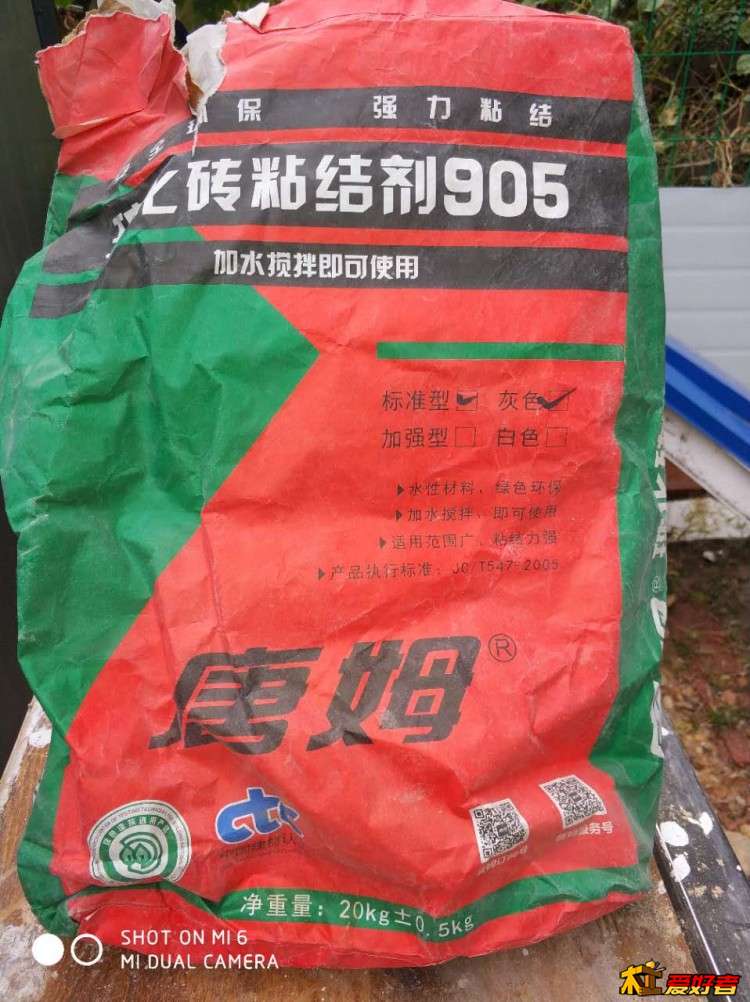 环保 强力粘结
砖粘结剂905
加水搅拌即可使用
标准型 灰色
加强型 白色
水性材料、绿色环保
加水搅拌、即可使用
适用范围广、粘结力强
产品执行标准：JC/T547-2005
唐姆®
ctc
净重量：20kg±0.5kg
SHOT ON MI 6
MI DUAL CAMERA
爱好者